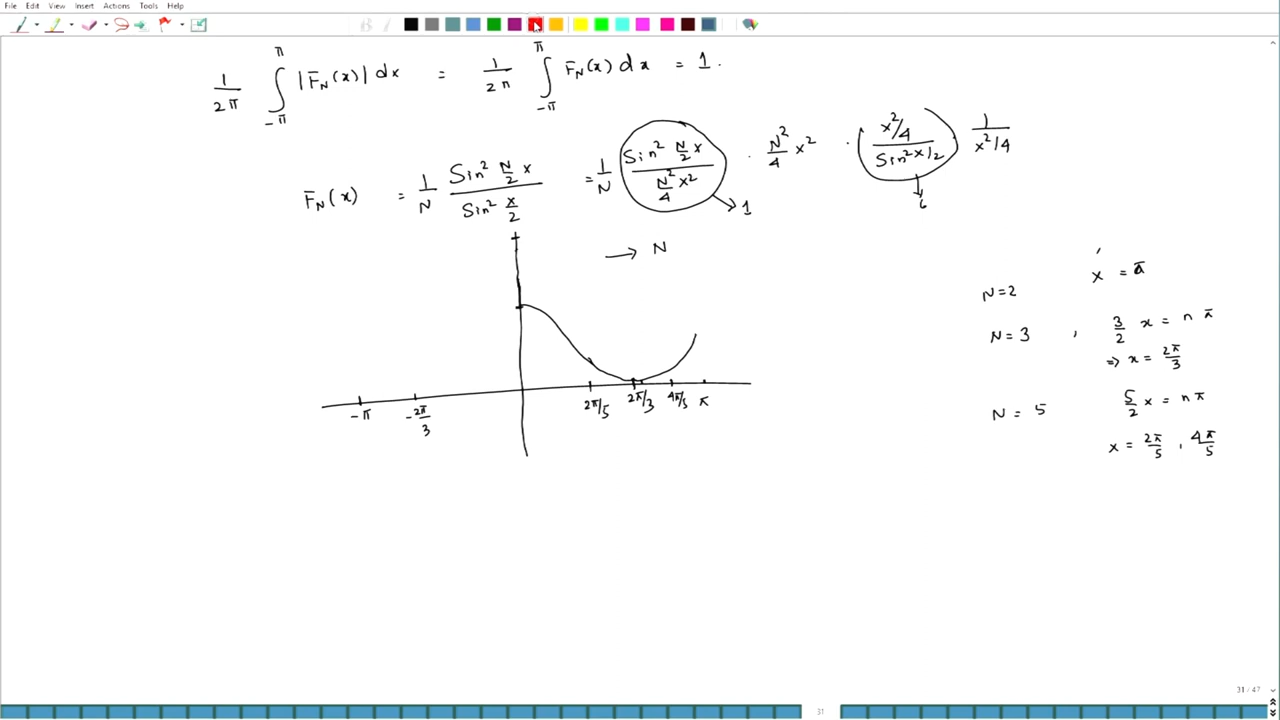 File Edit View Insert Actions Tools Help
1/2π ∫_{-π}^{π} |F_N(x)| dx = 1/2π ∫_{-π}^{π} F_N(x) dx = 1.
F_N(x) = 1/N Sin² N/2 x / Sin² x/2 = 1/N Sin² N/2 x / N²/4 x² · N²/4 x² · x²/4 / Sin² x/2 · 1/x²/4
→ 1
→ N
N=2 x = π
N=3 , 3/2 x = n π
⇒ x = 2π/3
N = 5 5/2 x = n π
x = 2π/5 , 4π/5
-π -2π/3 2π/5 2π/3 4π/5 π
31 / 47
31